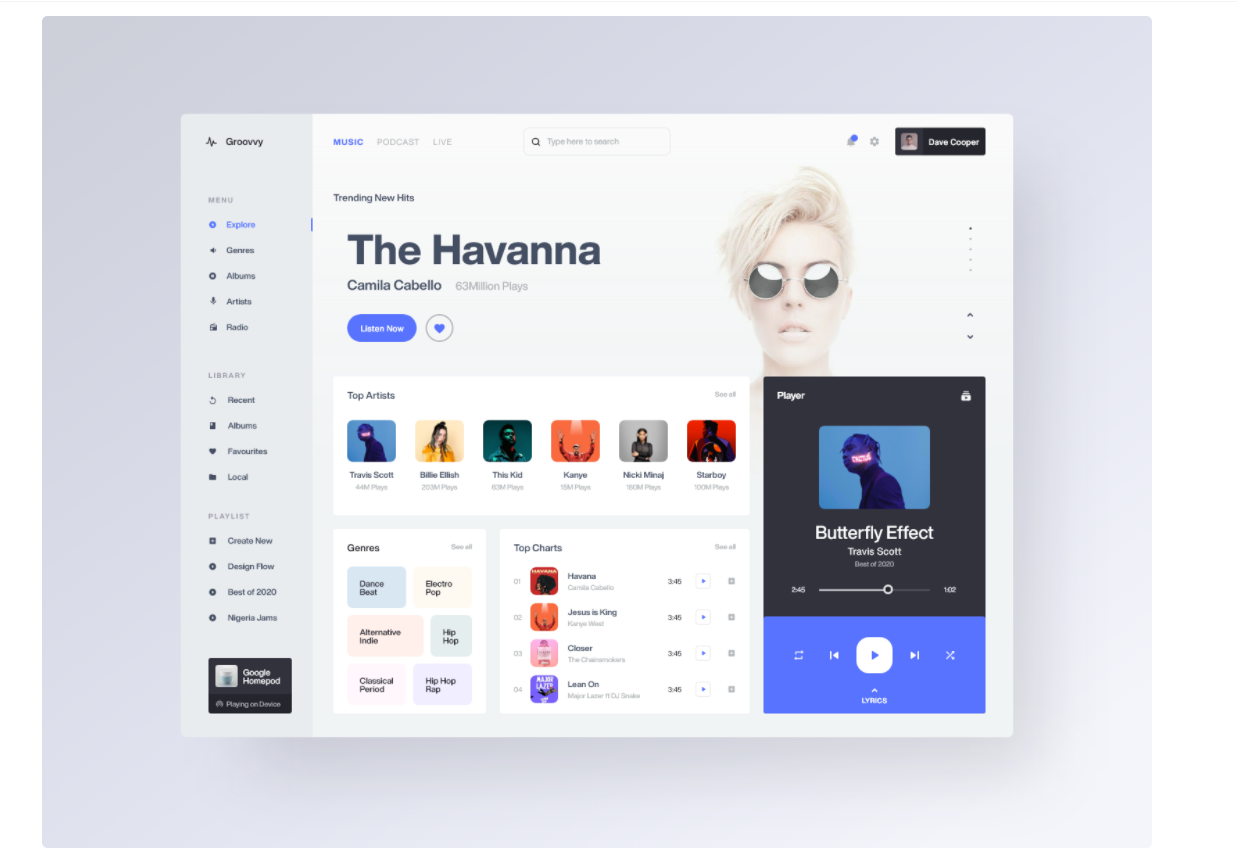 Groovvy
MENU
Explore
Genres
Albums
Artists
Radio
LIBRARY
Recent
Albums
Favourites
Local
PLAYLIST
Create New
Design Flow
Best of 2020
Nigeria Jams
Google
Homepod
Playing on Device
MUSIC PODCAST LIVE
Type here to search
Dave Cooper
Trending New Hits
The Havanna
Camila Cabello 63Million Plays
Listen Now
Top Artists See all
Travis Scott
44M Plays
Billie Ellish
203M Plays
This Kid
63M Plays
Kanye
15M Plays
Nicki Minaj
160M Plays
Starboy
100M Plays
Genres See all
Dance
Beat
Electro
Pop
Alternative
Indie
Hip
Hop
Classical
Period
Hip Hop
Rap
Top Charts See all
01 HAVANA Havana 3:45
Camila Cabello
02 Jesus is King 3:45
Kanye West
03 Closer 3:45
The Chainsmokers
04 MAJOR LAZER Lean On 3:45
Major Lazer ft DJ Snake
Player
Butterfly Effect
Travis Scott
Best of 2020
2:45 1:02
LYRICS